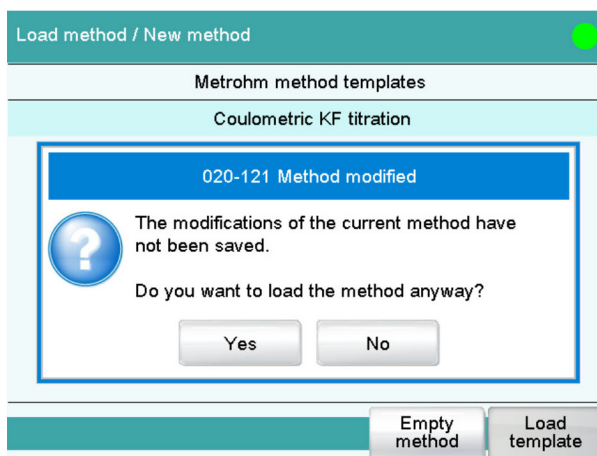 Load method / New method
Metrohm method templates
Coulometric KF titration
020-121 Method modified
?
The modifications of the current method have
not been saved.
Do you want to load the method anyway?
Yes
No
Empty
method
Load
template